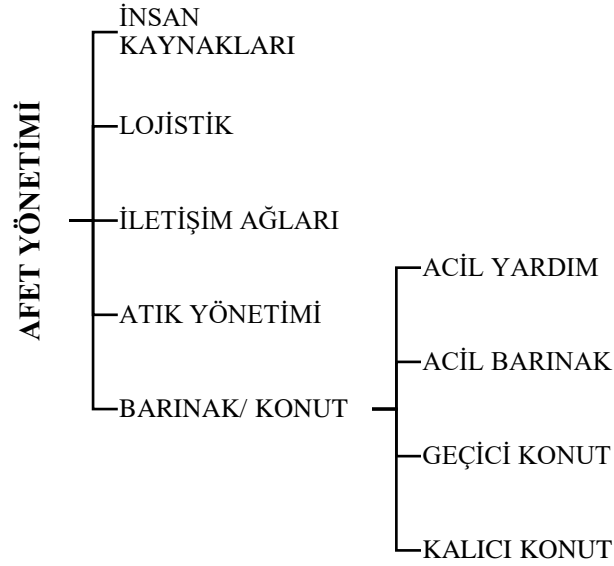 AFET YÖNETİMİ
İNSAN
KAYNAKLARI
LOJİSTİK
İLETİŞİM AĞLARI
ATIK YÖNETİMİ
BARINAK/ KONUT
ACİL YARDIM
ACİL BARINAK
GEÇİCİ KONUT
KALICI KONUT